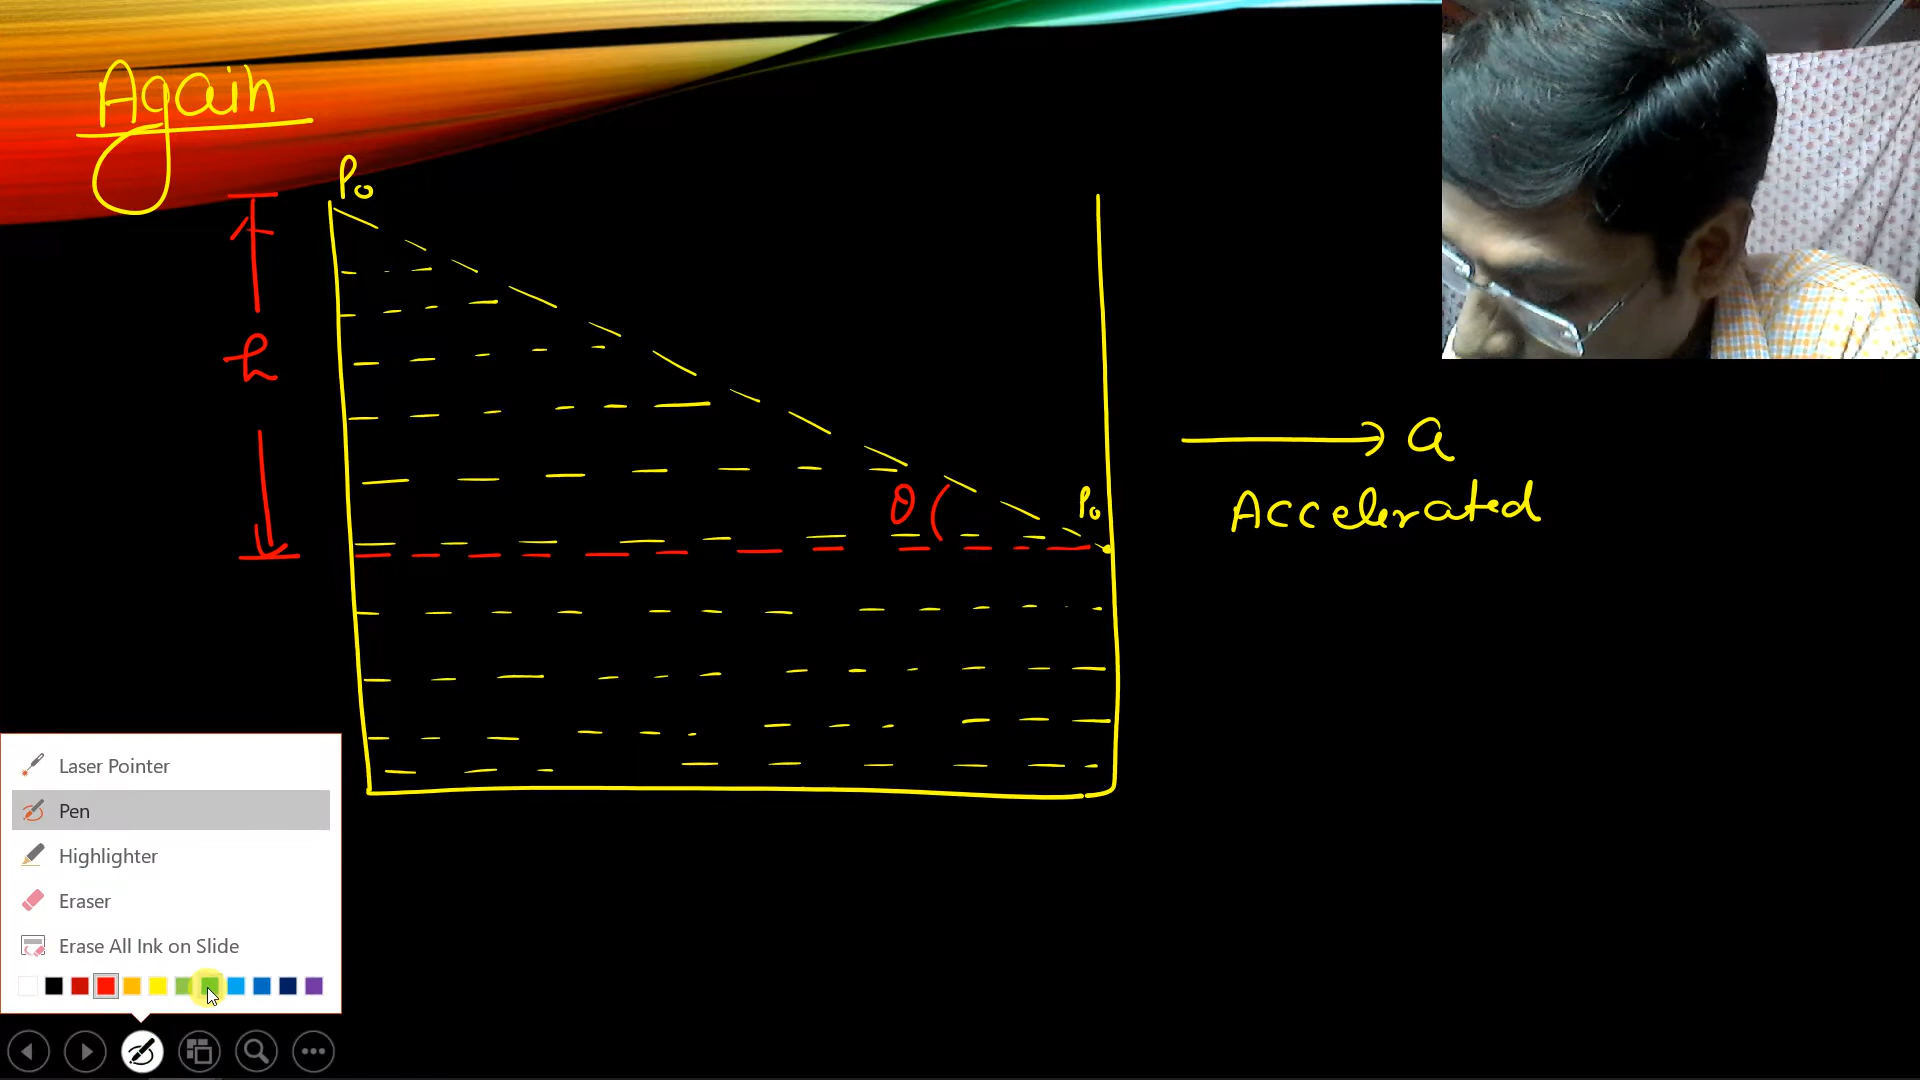 Again
P₀
h
θ
P₀
a
Accelerated
Laser Pointer
Pen
Highlighter
Eraser
Erase All Ink on Slide